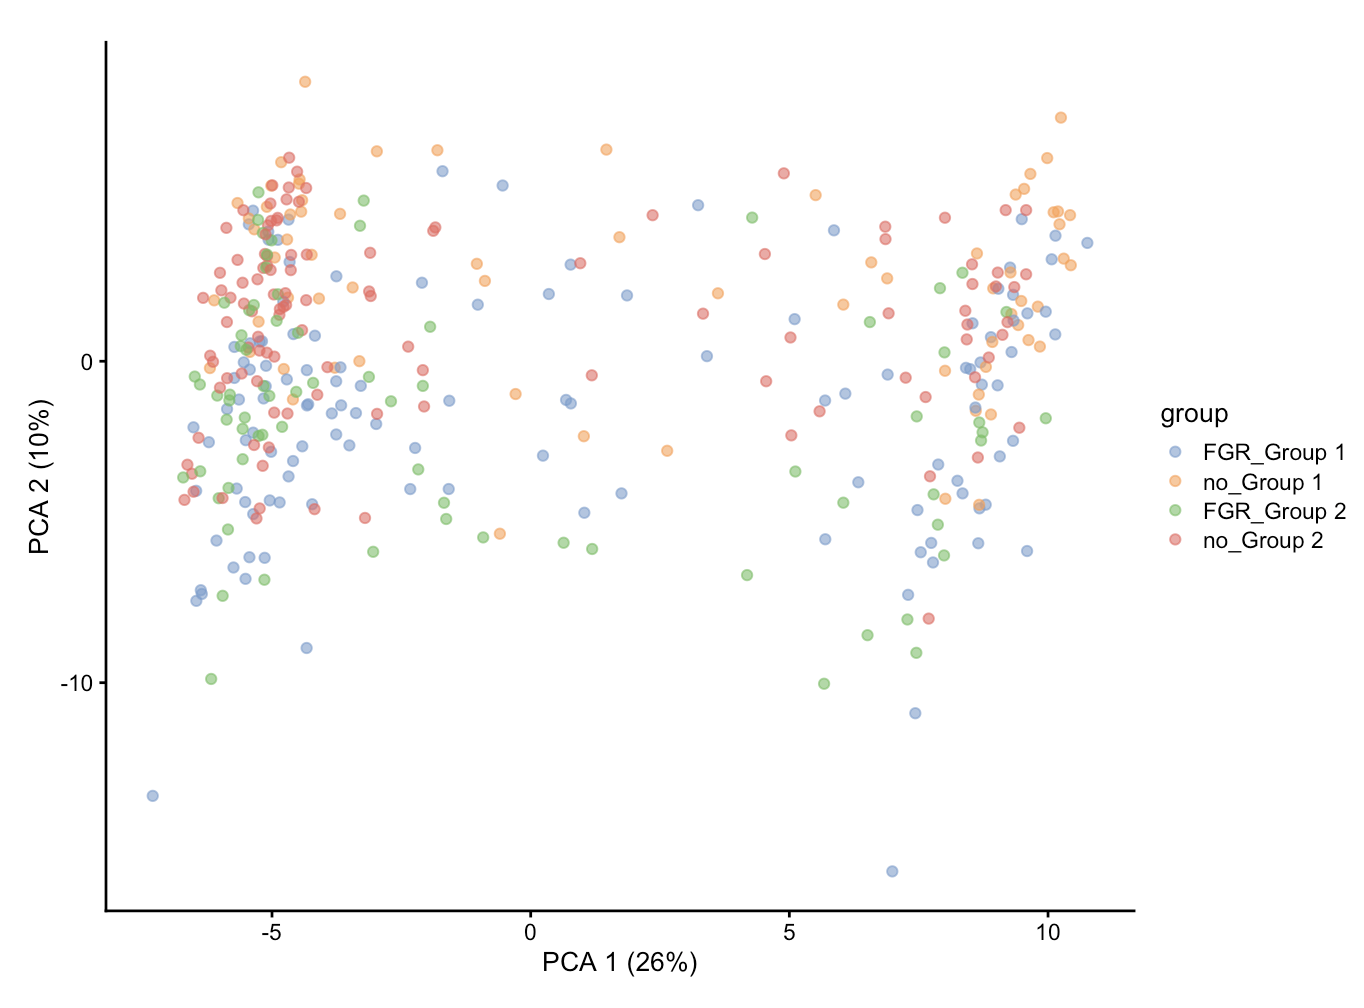 0
-10
-5
0
5
10
PCA 1 (26%)
PCA 2 (10%)
group
FGR_Group 1
no_Group 1
FGR_Group 2
no_Group 2